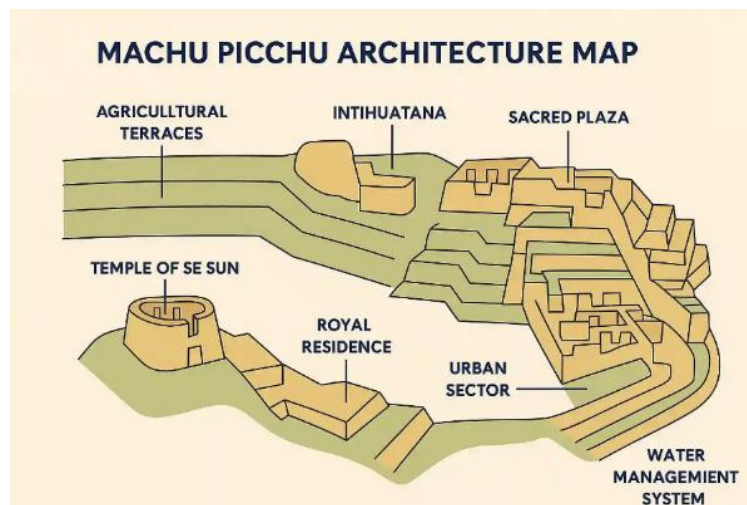 MACHU PICCHU ARCHITECTURE MAP
AGRICULLTURAL
TERRACES
INTIHUATANA
SACRED PLAZA
TEMPLE OF SE SUN
ROYAL
RESIDENCE
URBAN
SECTOR
WATER
MANAGEMENT
SYSTEM